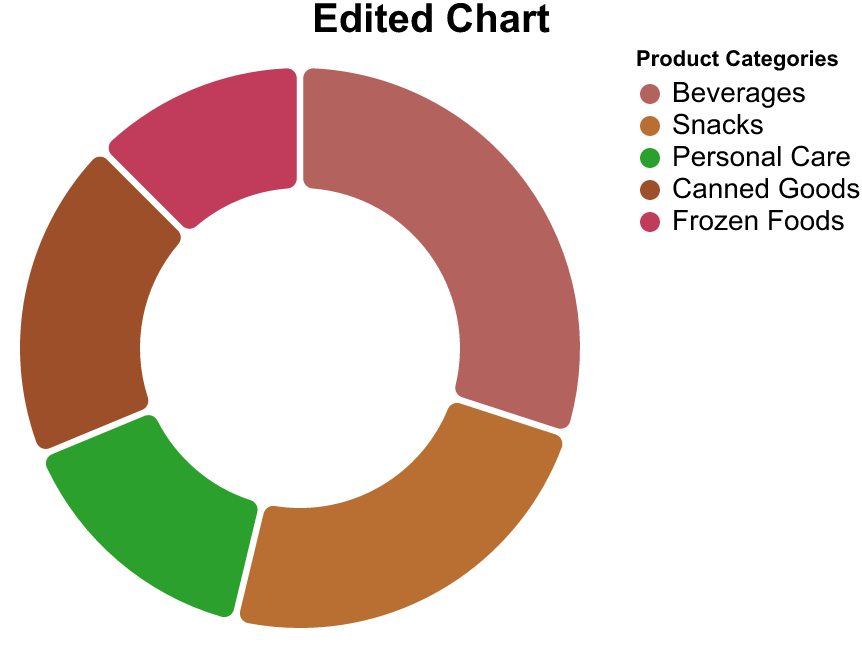 Edited Chart
Product Categories
Beverages
Snacks
Personal Care
Canned Goods
Frozen Foods